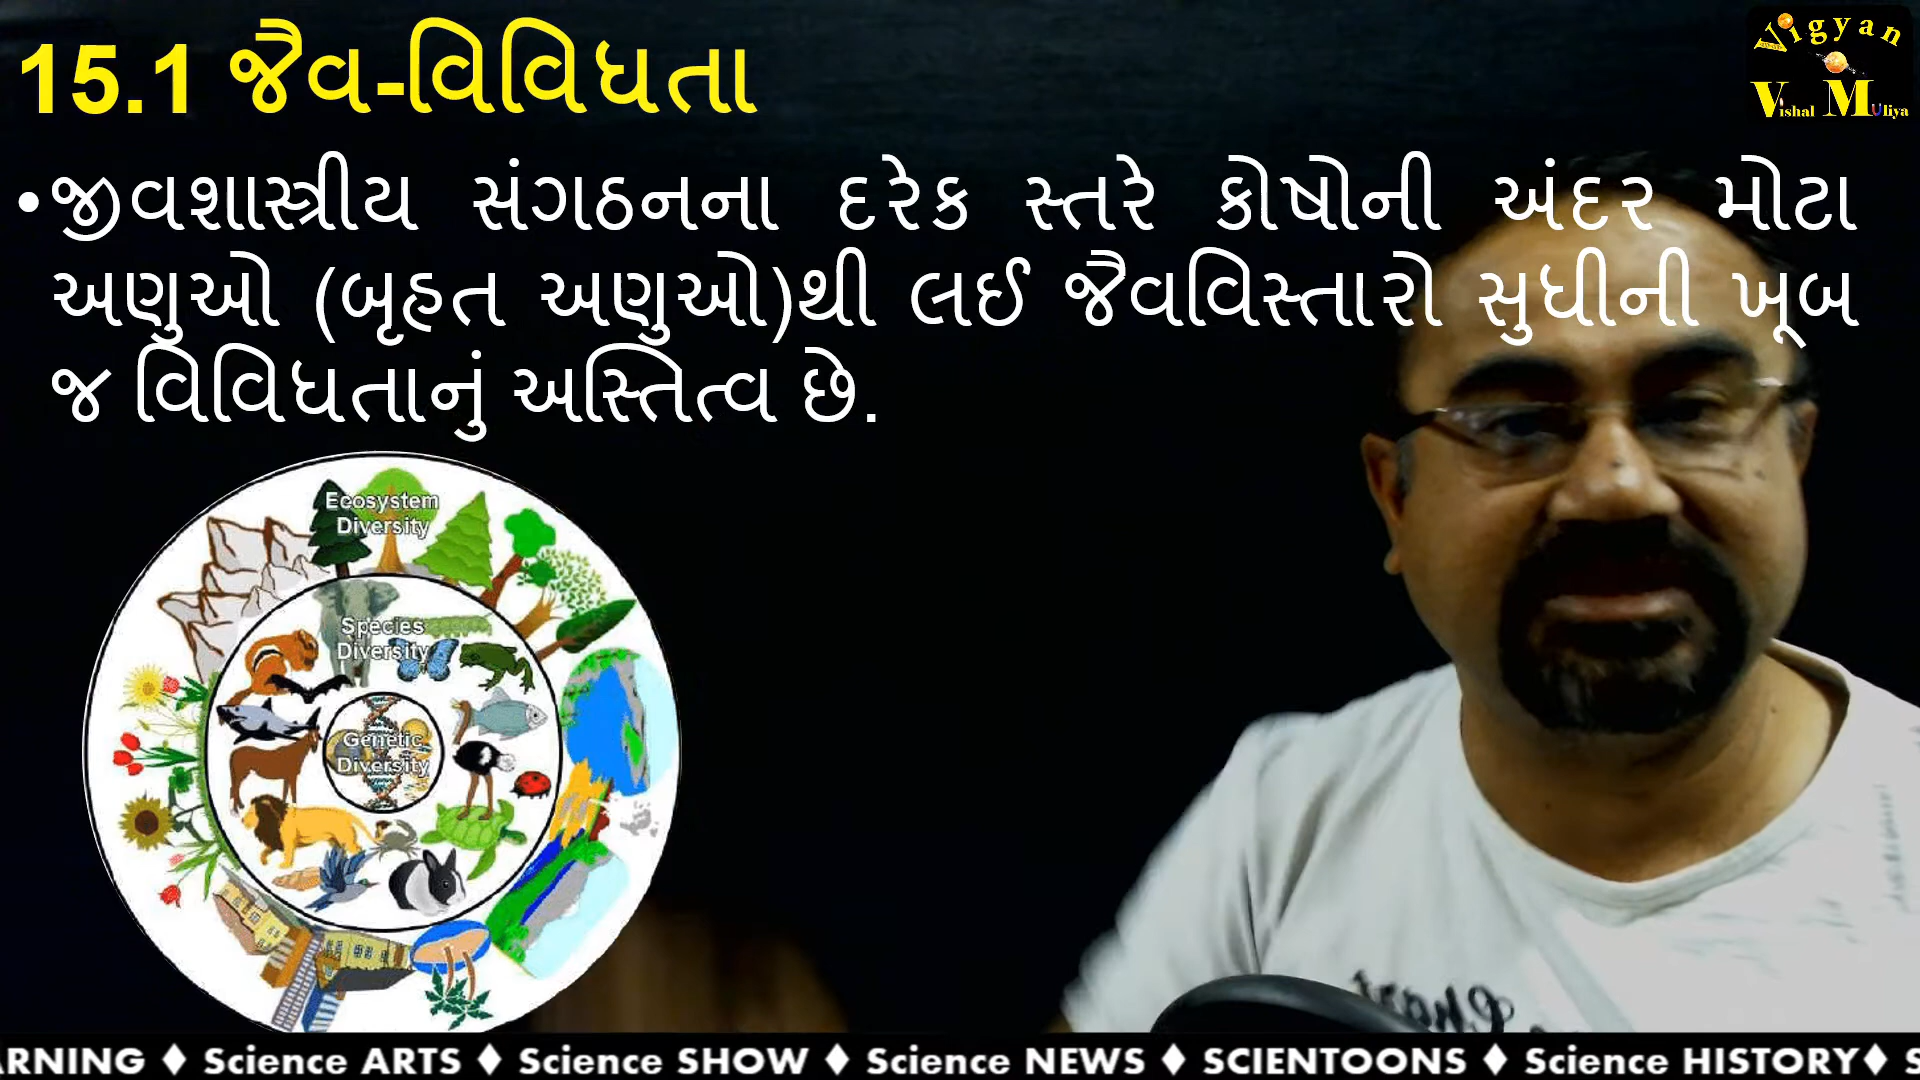 15.1 જૈવ-વિવિધતા
Vigyan
Vishal Muliya
•જીવશાસ્ત્રીય સંગઠનના દરેક સ્તરે કોષોની અંદર મોટા
અણુઓ (બૃહત અણુઓ)થી લઈ જૈવવિસ્તારો સુધીની ખૂબ
જ વિવિધતાનું અસ્તિત્વ છે.
Ecosystem
Diversity
Species
Diversity
Genetic
Diversity
ARNING ♦ Science ARTS ♦ Science SHOW ♦ Science NEWS ♦ SCIENTOONS ♦ Science HISTORY♦ S